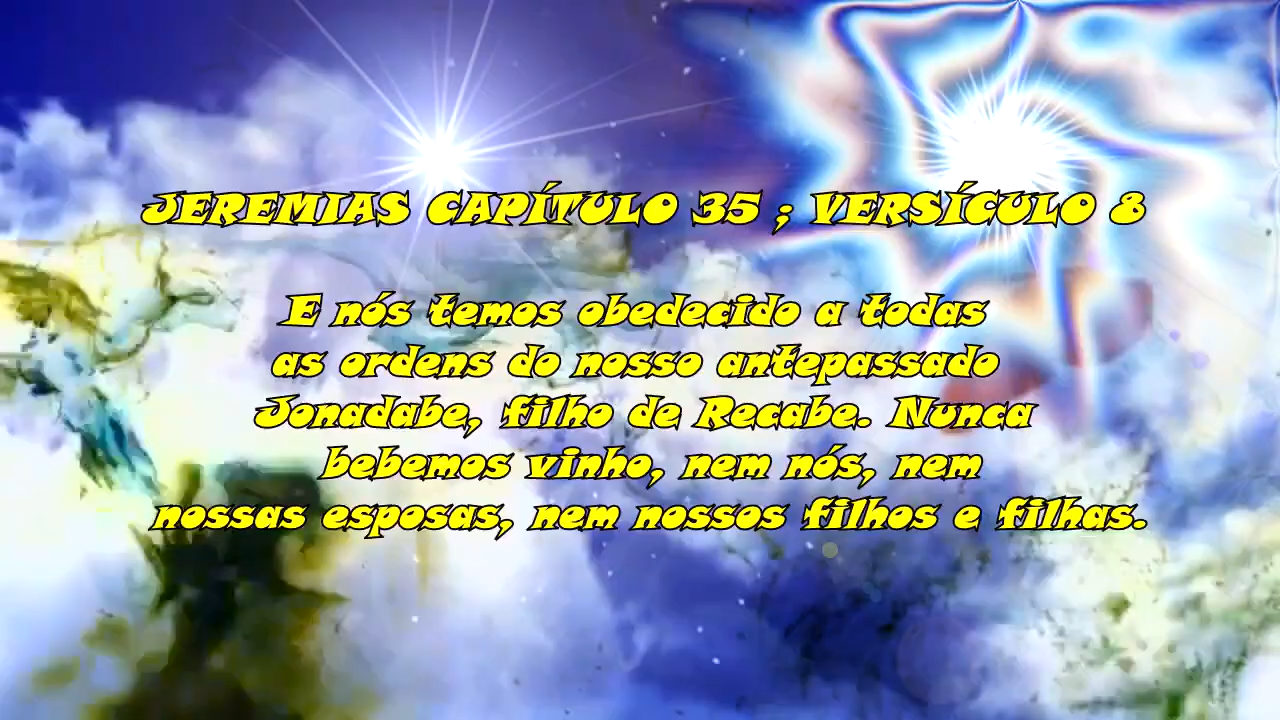 JEREMIAS CAPÍTULO 35 ; VERSÍCULO 8
E nós temos obedecido a todas
as ordens do nosso antepassado
Jonadabe, filho de Recabe. Nunca
bebemos vinho, nem nós, nem
nossas esposas, nem nossos filhos e filhas.